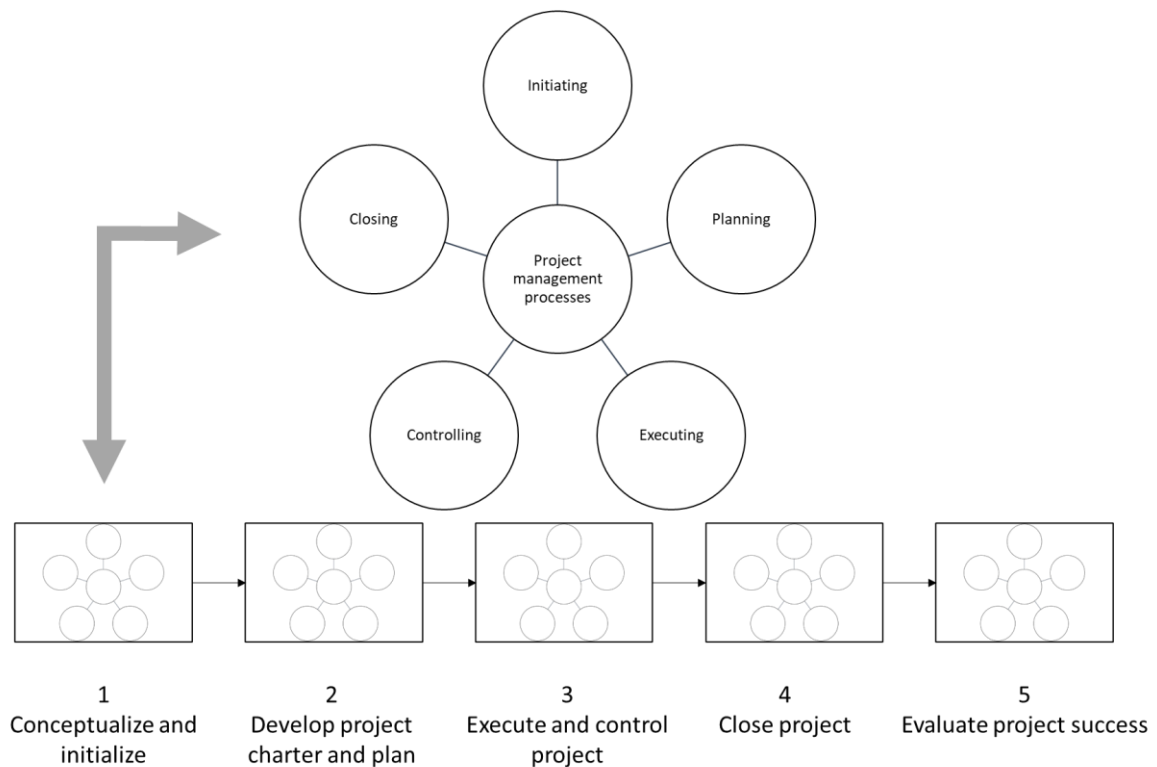 Initiating
Closing
Planning
Project
management
processes
Controlling
Executing
1
Conceptualize and
initialize
2
Develop project
charter and plan
3
Execute and control
project
4
Close project
5
Evaluate project success